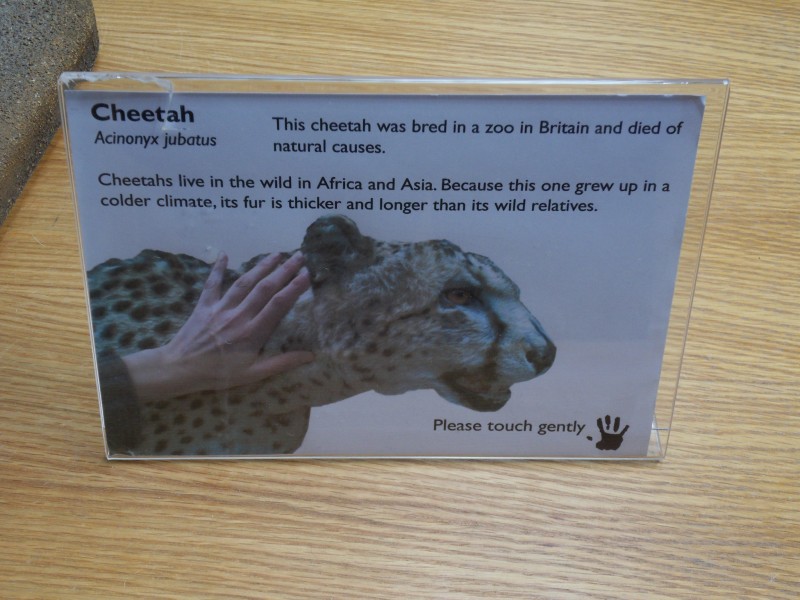 Cheetah
Acinonyx jubatus
This cheetah was bred in a zoo in Britain and died of
natural causes.
Cheetahs live in the wild in Africa and Asia. Because this one grew up in a
colder climate, its fur is thicker and longer than its wild relatives.
Please touch gently